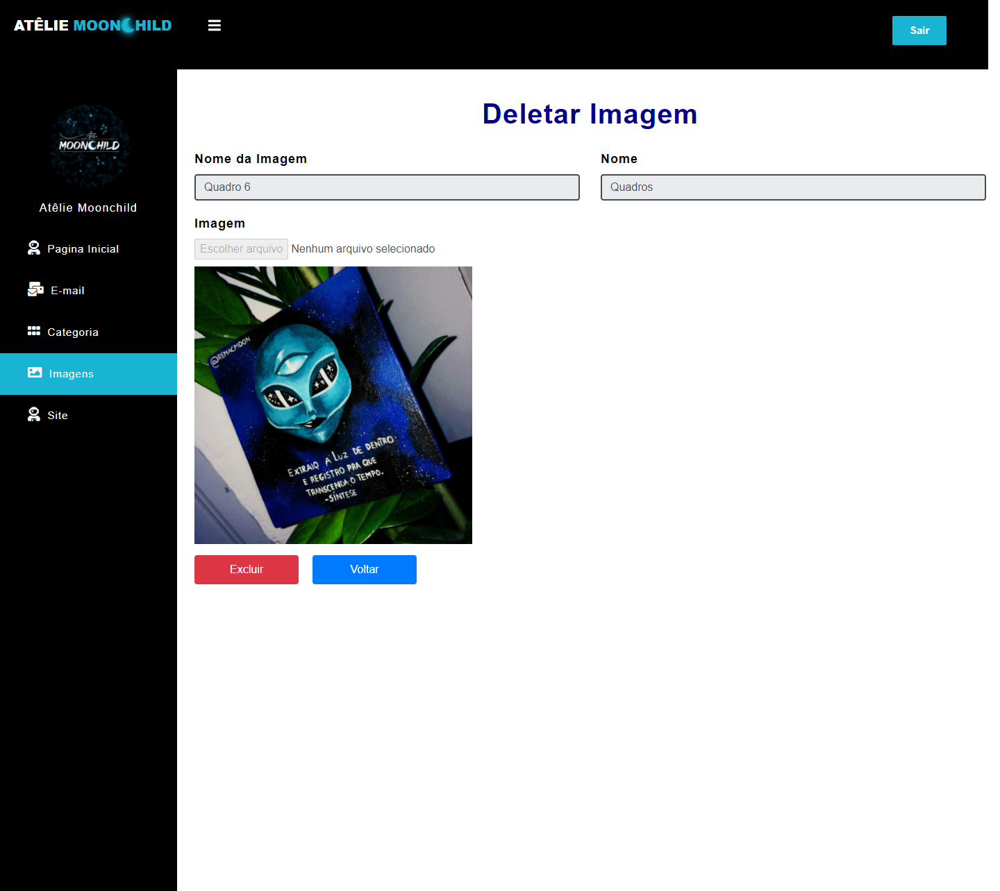 ATÊLIE MOONCHILD
Sair
MOONCHILD
Atêlie Moonchild
Pagina Inicial
E-mail
Categoria
Imagens
Site
Deletar Imagem
Nome da Imagem
Nome
Quadro 6
Quadros
Imagem
Escolher arquivo Nenhum arquivo selecionado
@REMACMOON
EXTRAIO A LUZ DE DENTRO
E REGISTRO PRA QUE
TRANSCENDA O TEMPO.
-SÍNTESE
Excluir
Voltar